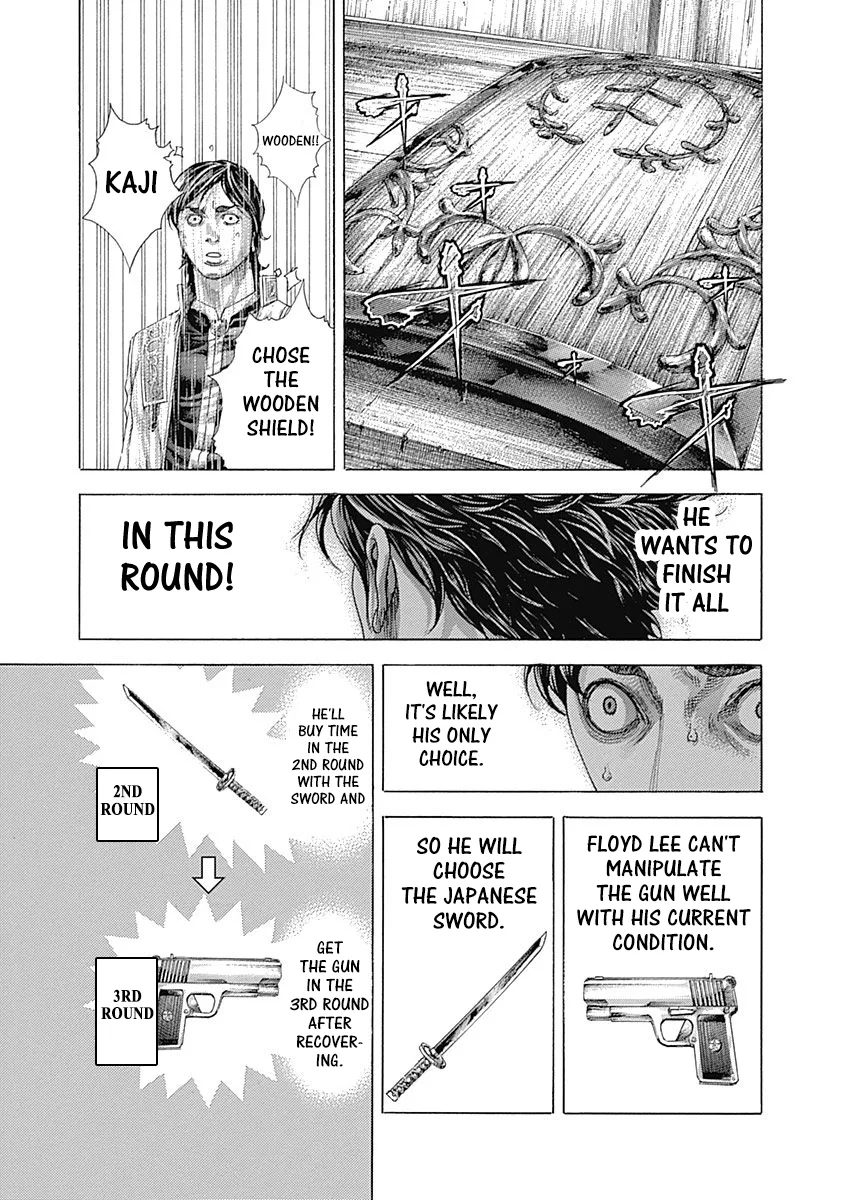 WOODEN!!
KAJI
CHOSE
THE
WOODEN
SHIELD!
HE
WANTS TO
FINISH
IT ALL
IN THIS
ROUND!
WELL,
IT'S LIKELY
HIS ONLY
CHOICE.
FLOYD LEE CAN'T
MANIPULATE
THE GUN WELL
WITH HIS CURRENT
CONDITION.
SO HE WILL
CHOOSE
THE JAPANESE
SWORD.
HE'LL
BUY TIME
IN THE
2ND ROUND
WITH THE
SWORD AND
2ND
ROUND
GET
THE GUN
IN THE
3RD ROUND
AFTER
RECOVER-
ING.
3RD
ROUND